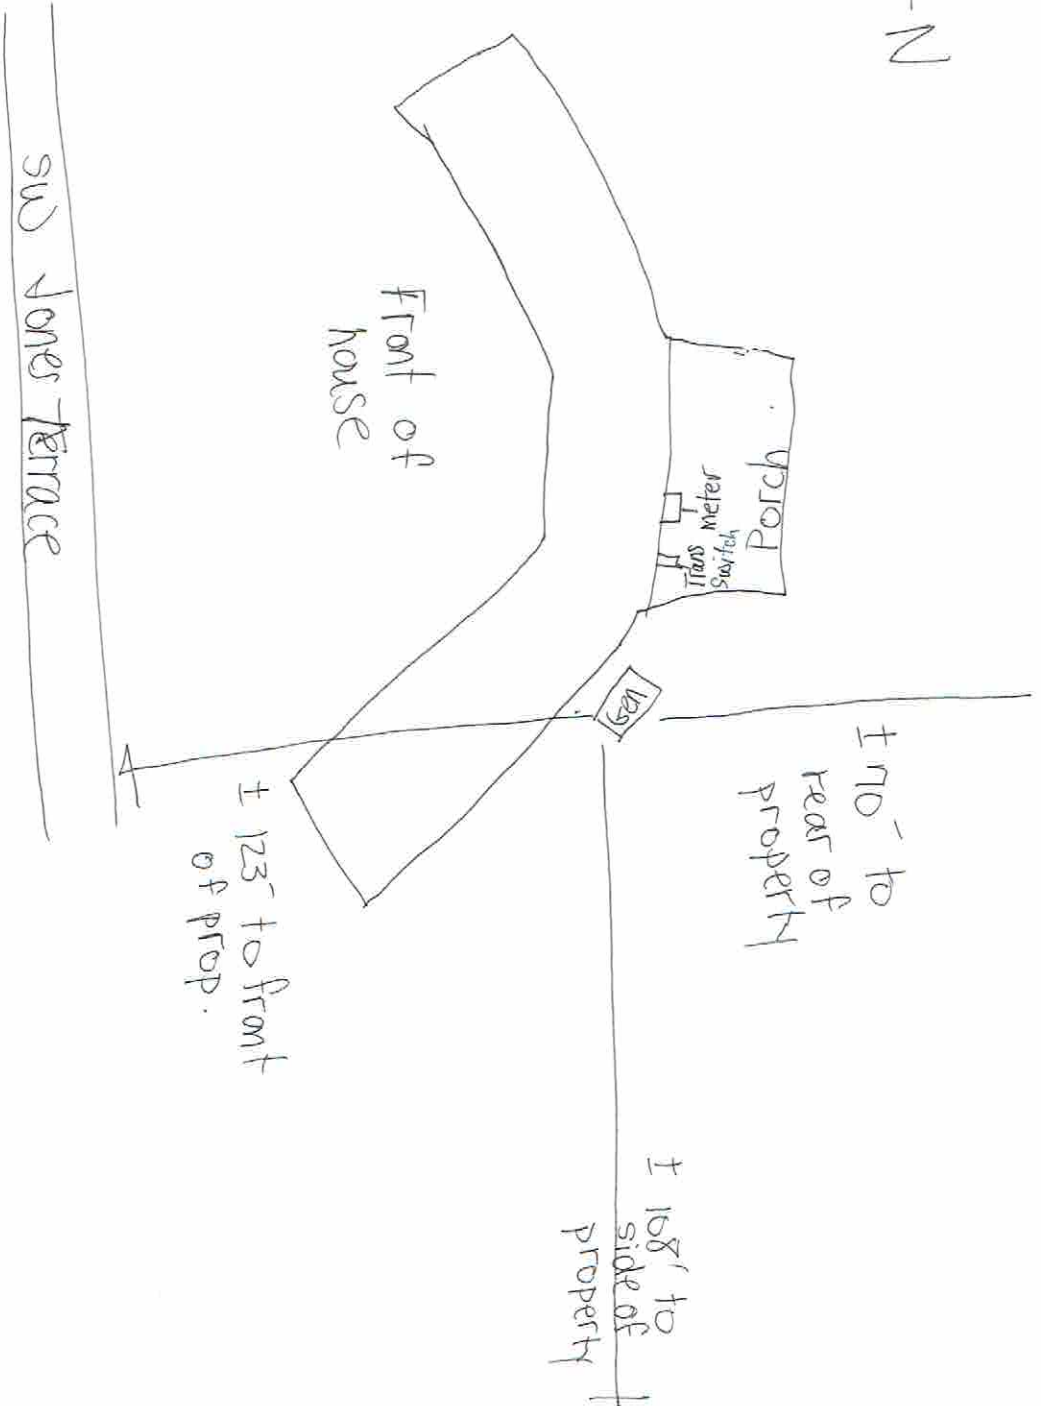 N
Porch
meter
Trans
Switch
Gen
± 170' to
rear of
property
Front of
house
± 168' to
side of
property
± 123' to front
of prop.
SW Jones Terrace